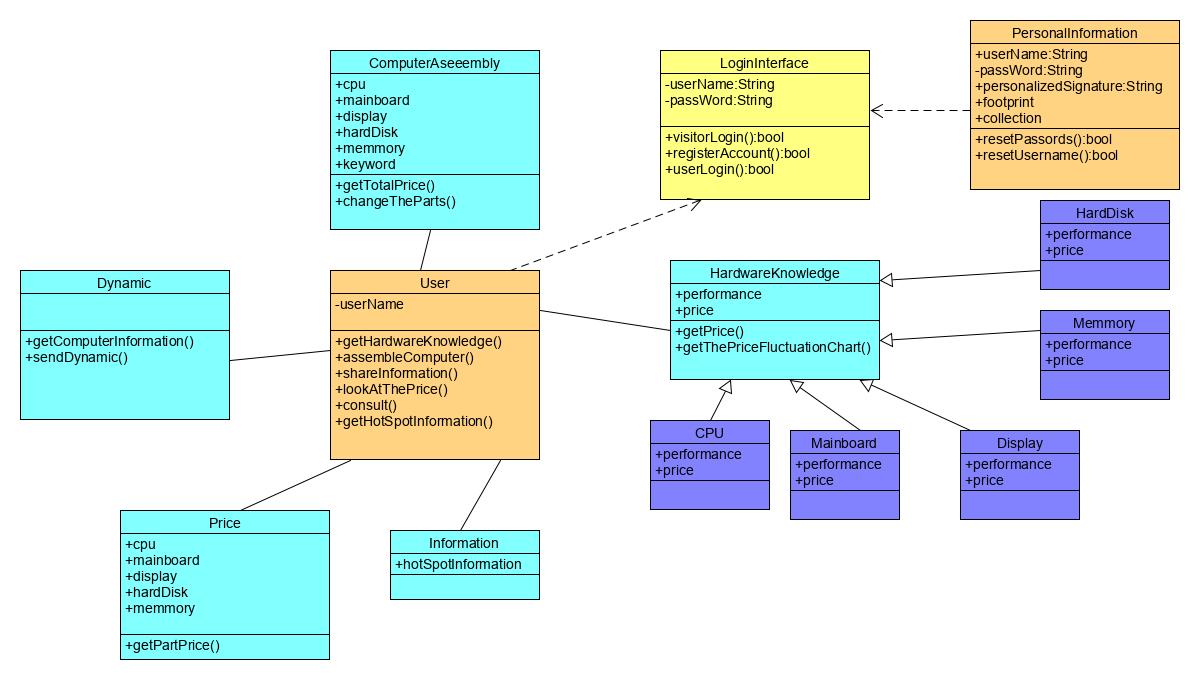 ComputerAseeembly
+cpu
+mainboard
+display
+hardDisk
+memmory
+keyword
+getTotalPrice()
+changeTheParts()
LoginInterface
-userName:String
-passWord:String
+visitorLogin():bool
+registerAccount():bool
+userLogin():bool
PersonalInformation
+userName:String
-passWord:String
+personalizedSignature:String
+footprint
+collection
+resetPassords():bool
+resetUsername():bool
HardDisk
+performance
+price
Dynamic
+getComputerInformation()
+sendDynamic()
User
-userName
+getHardwareKnowledge()
+assembleComputer()
+shareInformation()
+lookAtThePrice()
+consult()
+getHotSpotInformation()
HardwareKnowledge
+performance
+price
+getPrice()
+getThePriceFluctuationChart()
Memmory
+performance
+price
CPU
+performance
+price
Mainboard
+performance
+price
Display
+performance
+price
Price
+cpu
+mainboard
+display
+hardDisk
+memmory
+getPartPrice()
Information
+hotSpotInformation